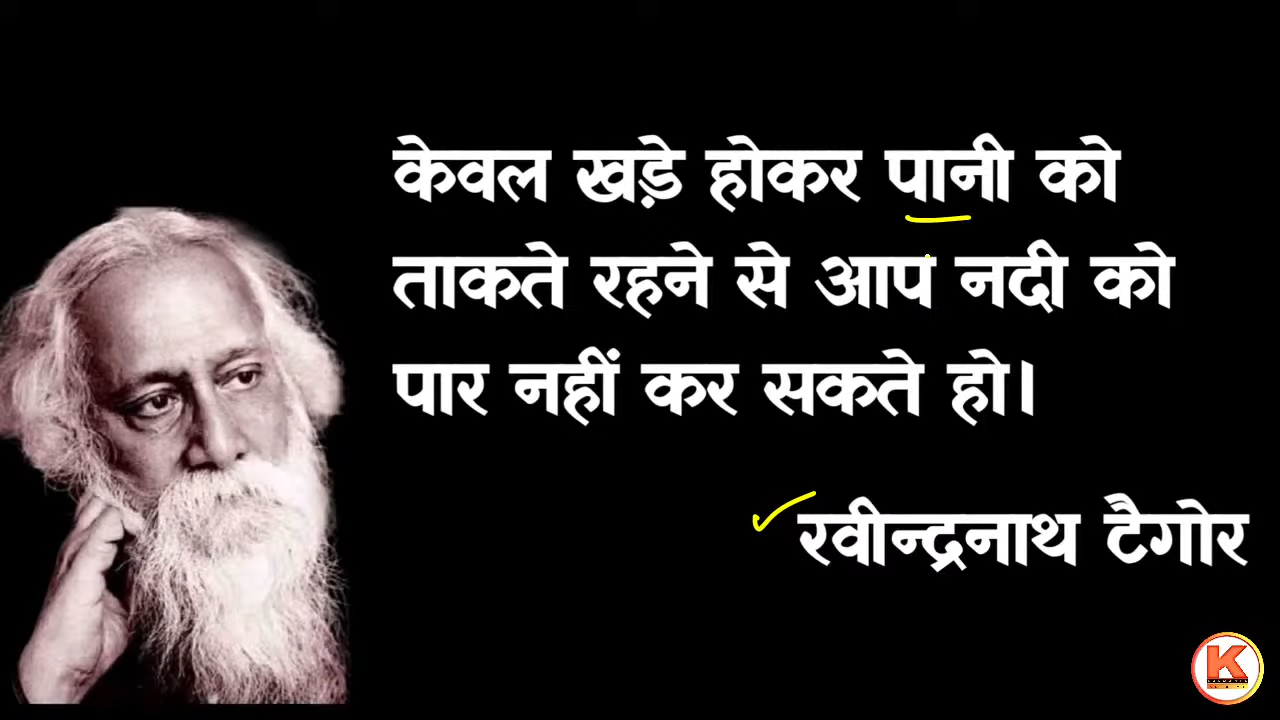 केवल खड़े होकर पानी को
ताकते रहने से आप नदी को
पार नहीं कर सकते हो।
रवीन्द्रनाथ टैगोर
K